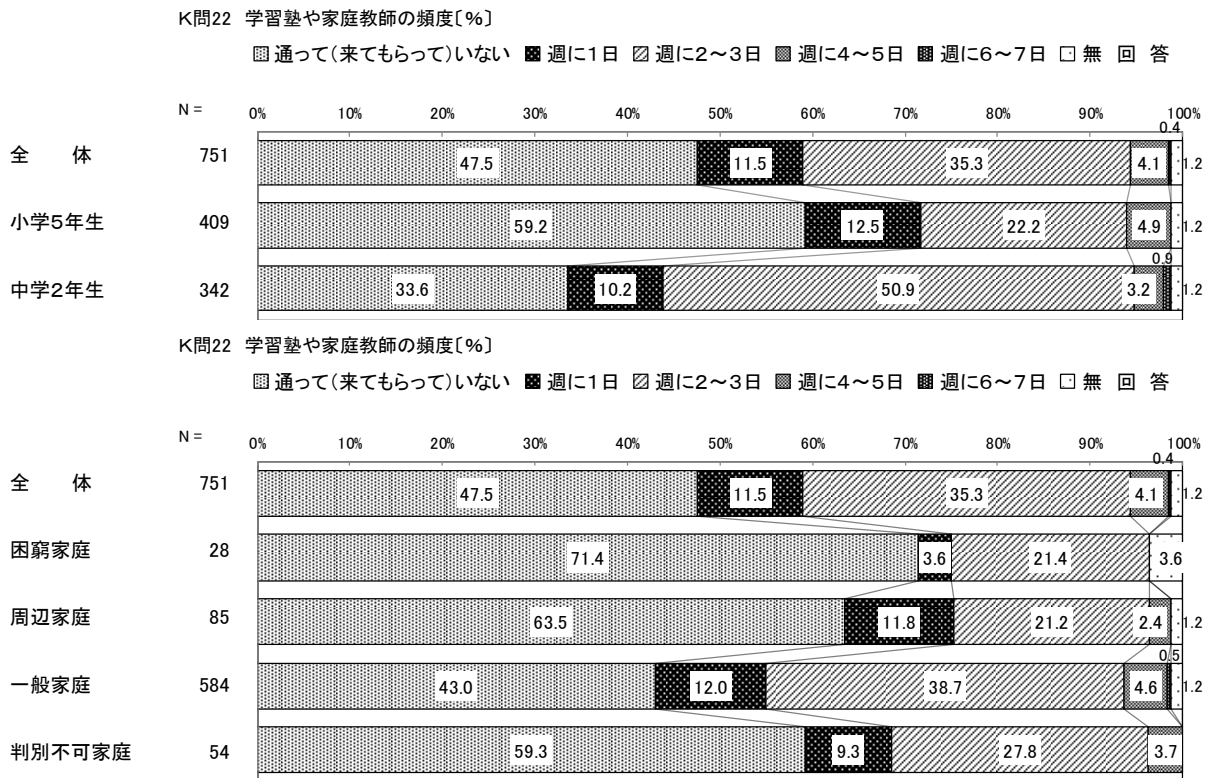 K問22 学習塾や家庭教師の頻度〔%〕
通って(来てもらって)いない 週に1日 週に2～3日 週に4～5日 週に6～7日 無 回 答
N = 0% 10% 20% 30% 40% 50% 60% 70% 80% 90% 100%
0.4
全 体 751 47.5 11.5 35.3 4.1 1.2
小学5年生 409 59.2 12.5 22.2 4.9 1.2
0.9
中学2年生 342 33.6 10.2 50.9 3.2 1.2
K問22 学習塾や家庭教師の頻度〔%〕
通って(来てもらって)いない 週に1日 週に2～3日 週に4～5日 週に6～7日 無 回 答
N = 0% 10% 20% 30% 40% 50% 60% 70% 80% 90% 100%
0.4
全 体 751 47.5 11.5 35.3 4.1 1.2
困窮家庭 28 71.4 3.6 21.4 3.6
周辺家庭 85 63.5 11.8 21.2 2.4 1.2
0.5
一般家庭 584 43.0 12.0 38.7 4.6 1.2
判別不可家庭 54 59.3 9.3 27.8 3.7